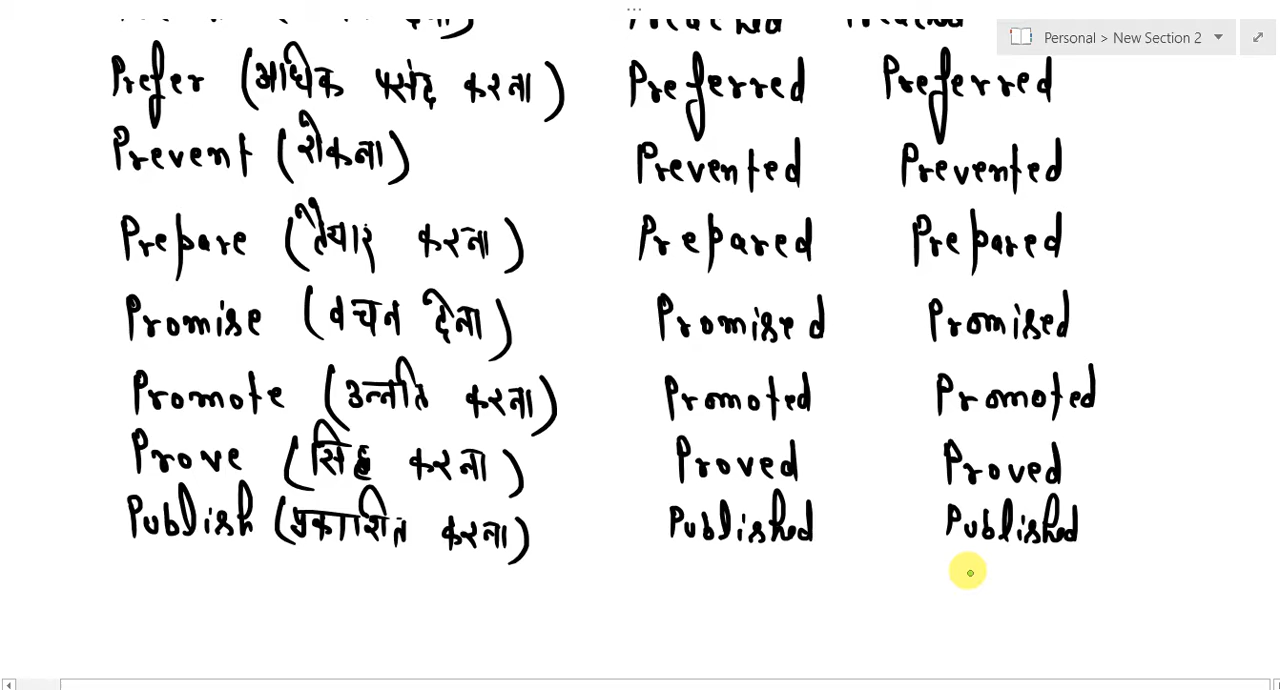 Personal > New Section 2
Prefer (अधिक पसंद करना) Preferred Preferred
Prevent (रोकना) Prevented Prevented
Prepare (तैयार करना) Prepared Prepared
Promise (वचन देना) Promised Promised
Promote (उन्नति करना) Promoted Promoted
Prove (सिद्ध करना) Proved Proved
Publish (प्रकाशित करना) Published Published